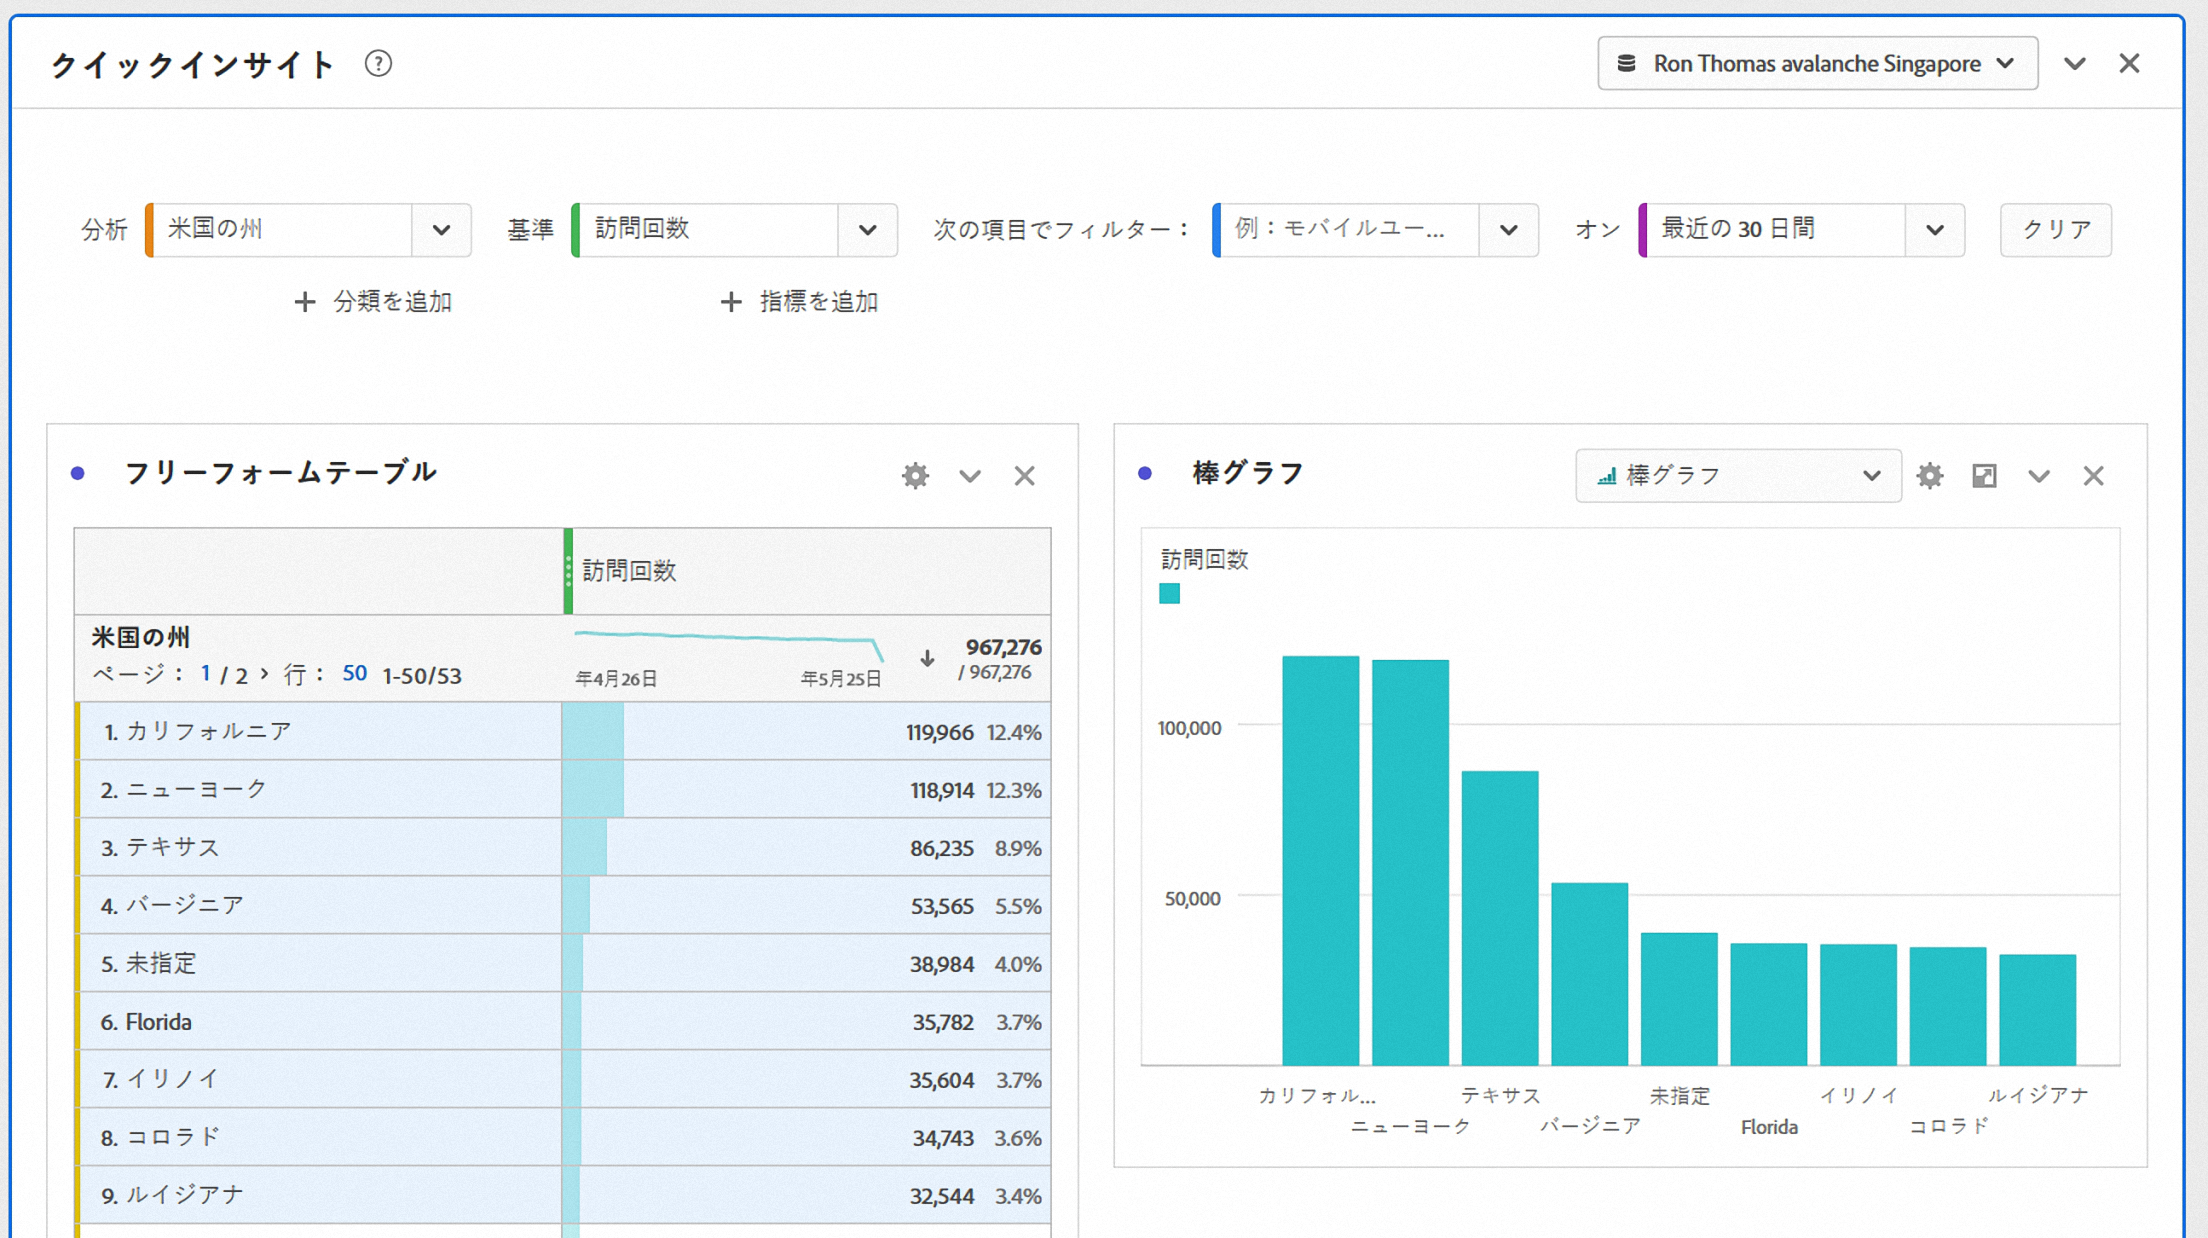 クイックインサイト
Ron Thomas avalanche Singapore
分析 米国の州 基準 訪問回数 次の項目でフィルター： 例：モバイルユー... オン 最近の 30 日間 クリア
+ 分類を追加 + 指標を追加
フリーフォームテーブル
訪問回数
米国の州
ページ： 1 / 2 > 行： 50 1-50/53
年4月26日 年5月25日
967,276
/ 967,276
1. カリフォルニア 119,966 12.4%
2. ニューヨーク 118,914 12.3%
3. テキサス 86,235 8.9%
4. バージニア 53,565 5.5%
5. 未指定 38,984 4.0%
6. Florida 35,782 3.7%
7. イリノイ 35,604 3.7%
8. コロラド 34,743 3.6%
9. ルイジアナ 32,544 3.4%
棒グラフ
棒グラフ
訪問回数
100,000
50,000
カリフォル... テキサス 未指定 イリノイ ルイジアナ
ニューヨーク バージニア Florida コロラド